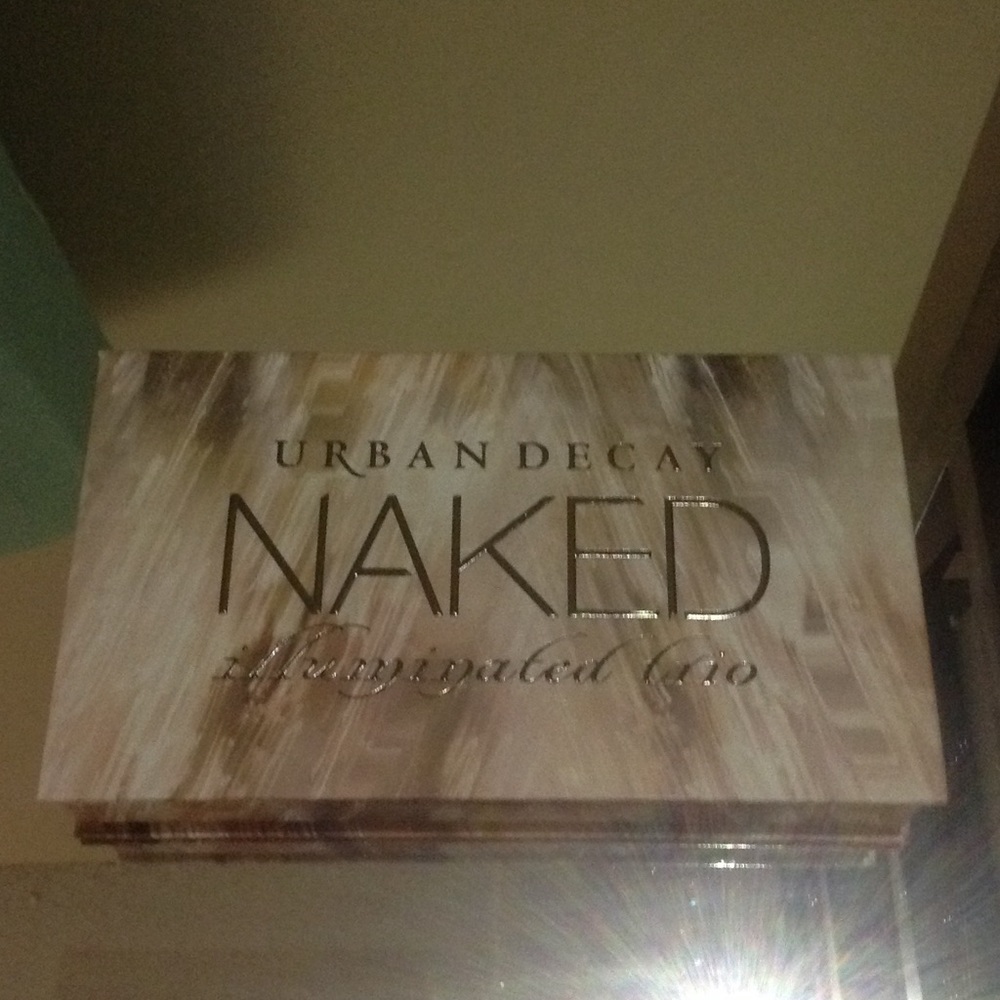 URBAN DECAY
NAKED
illuminated trio